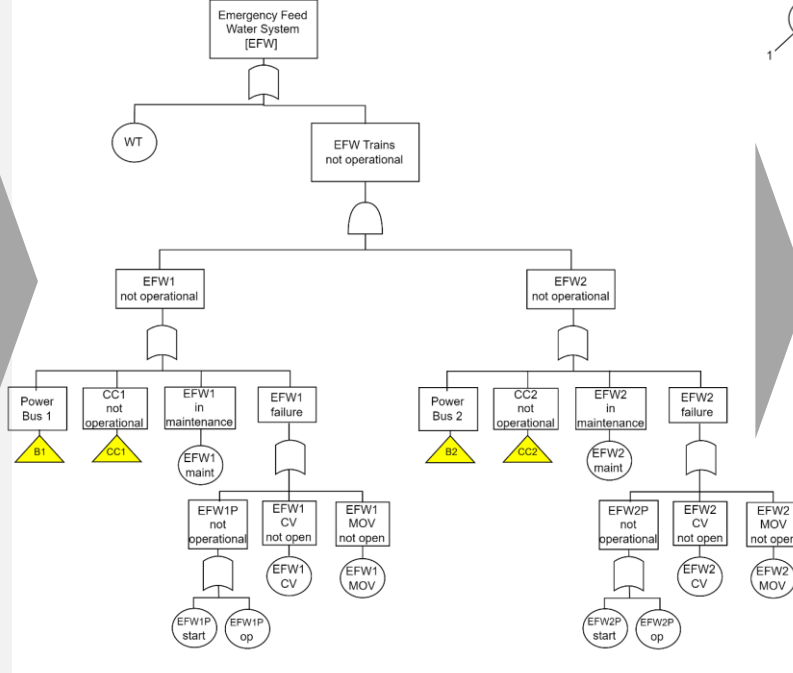 Emergency Feed
Water System
[EFW]
1
WT
EFW Trains
not operational
EFW1
not operational
EFW2
not operational
Power
Bus 1
CC1
not
operational
EFW1
in
maintenance
EFW1
failure
Power
Bus 2
CC2
not
operational
EFW2
in
maintenance
EFW2
failure
B1
CC1
EFW1
maint
B2
CC2
EFW2
maint
EFW1P
not
operational
EFW1
CV
not open
EFW1
MOV
not open
EFW2P
not
operational
EFW2
CV
not open
EFW2
MOV
not open
EFW1
CV
EFW1
MOV
EFW2
CV
EFW2
MOV
EFW1P
start
EFW1P
op
EFW2P
start
EFW2P
op